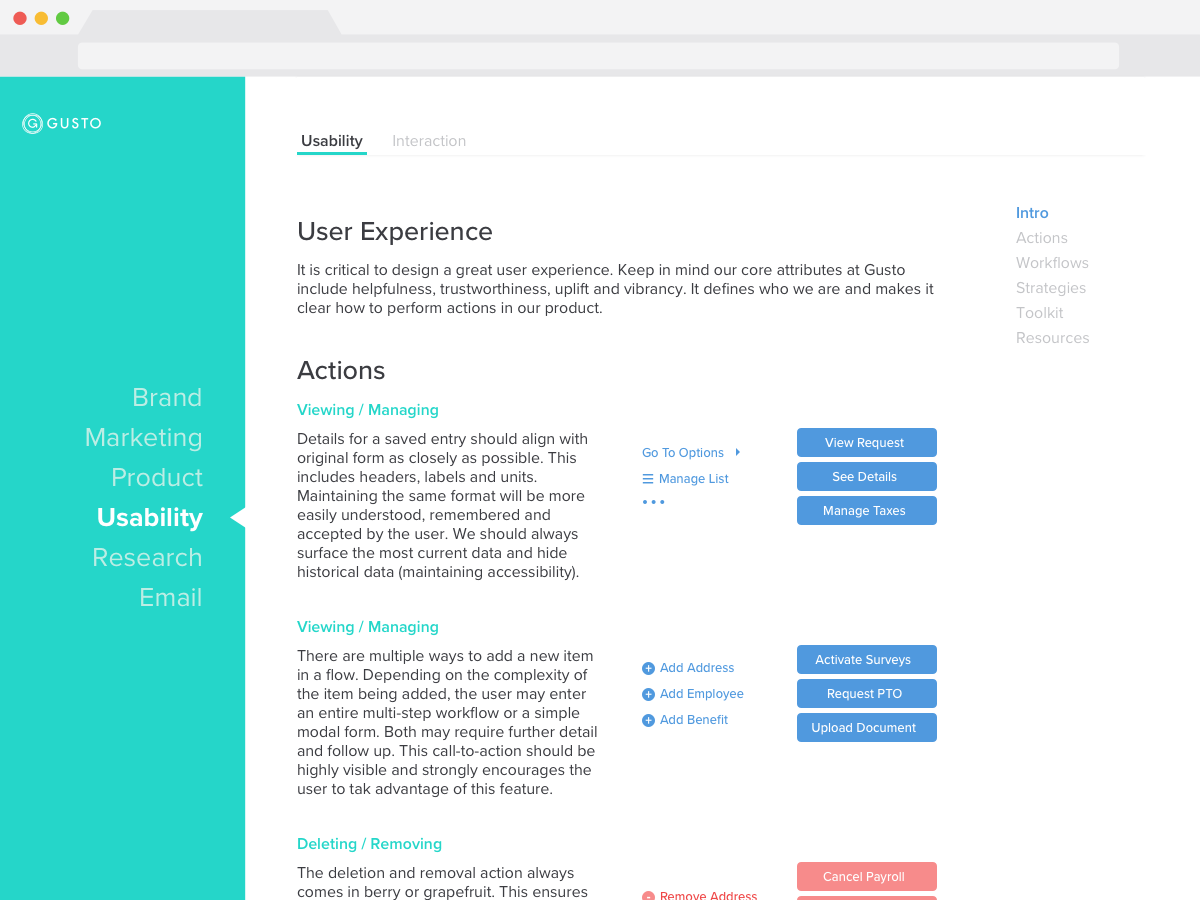 GUSTO
Brand
Marketing
Product
Usability
Research
Email
Usability
Interaction
User Experience
It is critical to design a great user experience. Keep in mind our core attributes at Gusto
include helpfulness, trustworthiness, uplift and vibrancy. It defines who we are and makes it
clear how to perform actions in our product.
Intro
Actions
Workflows
Strategies
Toolkit
Resources
Actions
Viewing / Managing
Details for a saved entry should align with
original form as closely as possible. This
includes headers, labels and units.
Maintaining the same format will be more
easily understood, remembered and
accepted by the user. We should always
surface the most current data and hide
historical data (maintaining accessibility).
Go To Options
Manage List
View Request
See Details
Manage Taxes
Viewing / Managing
There are multiple ways to add a new item
in a flow. Depending on the complexity of
the item being added, the user may enter
an entire multi-step workflow or a simple
modal form. Both may require further detail
and follow up. This call-to-action should be
highly visible and strongly encourages the
user to tak advantage of this feature.
Add Address
Add Employee
Add Benefit
Activate Surveys
Request PTO
Upload Document
Deleting / Removing
The deletion and removal action always
comes in berry or grapefruit. This ensures
Remove Address
Cancel Payroll